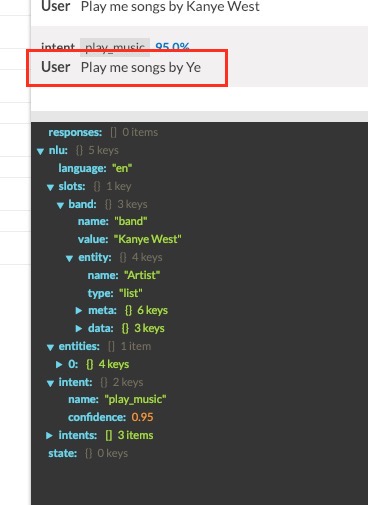 User Play me songs by Kanye West
intent play_music 95.0%
User Play me songs by Ye
responses: [] 0 items
▼ nlu: {} 5 keys
language: "en"
▼ slots: {} 1 key
▼ band: {} 3 keys
name: "band"
value: "Kanye West"
▼ entity: {} 4 keys
name: "Artist"
type: "list"
▶ meta: {} 6 keys
▶ data: {} 3 keys
▼ entities: [] 1 item
▶ 0: {} 4 keys
▼ intent: {} 2 keys
name: "play_music"
confidence: 0.95
▶ intents: [] 3 items
state: {} 0 keys